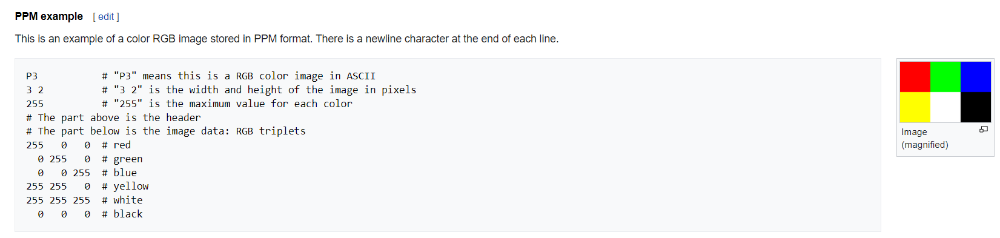 PPM example [ edit ]
This is an example of a color RGB image stored in PPM format. There is a newline character at the end of each line.
P3           # "P3" means this is a RGB color image in ASCII
3 2          # "3 2" is the width and height of the image in pixels
255          # "255" is the maximum value for each color
# The part above is the header
# The part below is the image data: RGB triplets
255   0   0  # red
  0 255   0  # green
  0   0 255  # blue
255 255   0  # yellow
255 255 255  # white
  0   0   0  # black
Image
(magnified)